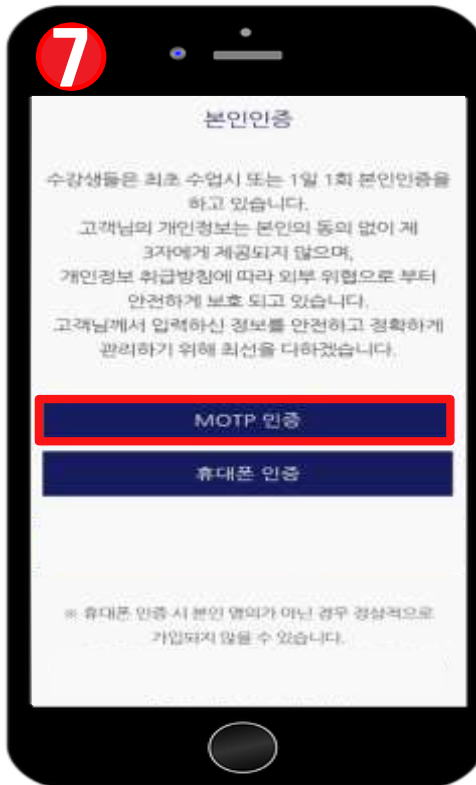 7
본인인증
수강생들은 최초 수업시 또는 1일 1회 본인인증을
하고 있습니다.
고객님의 개인정보는 본인의 동의 없이 제
3자에게 제공되지 않으며,
개인정보 취급방침에 따라 외부 위협으로 부터
안전하게 보호 되고 있습니다.
고객님께서 입력하신 정보를 안전하고 정확하게
관리하기 위해 최선을 다하겠습니다.
MOTP 인증
휴대폰 인증
※ 휴대폰 인증 시 본인 명의가 아닌 경우 정상적으로
가입되지 않을 수 있습니다.